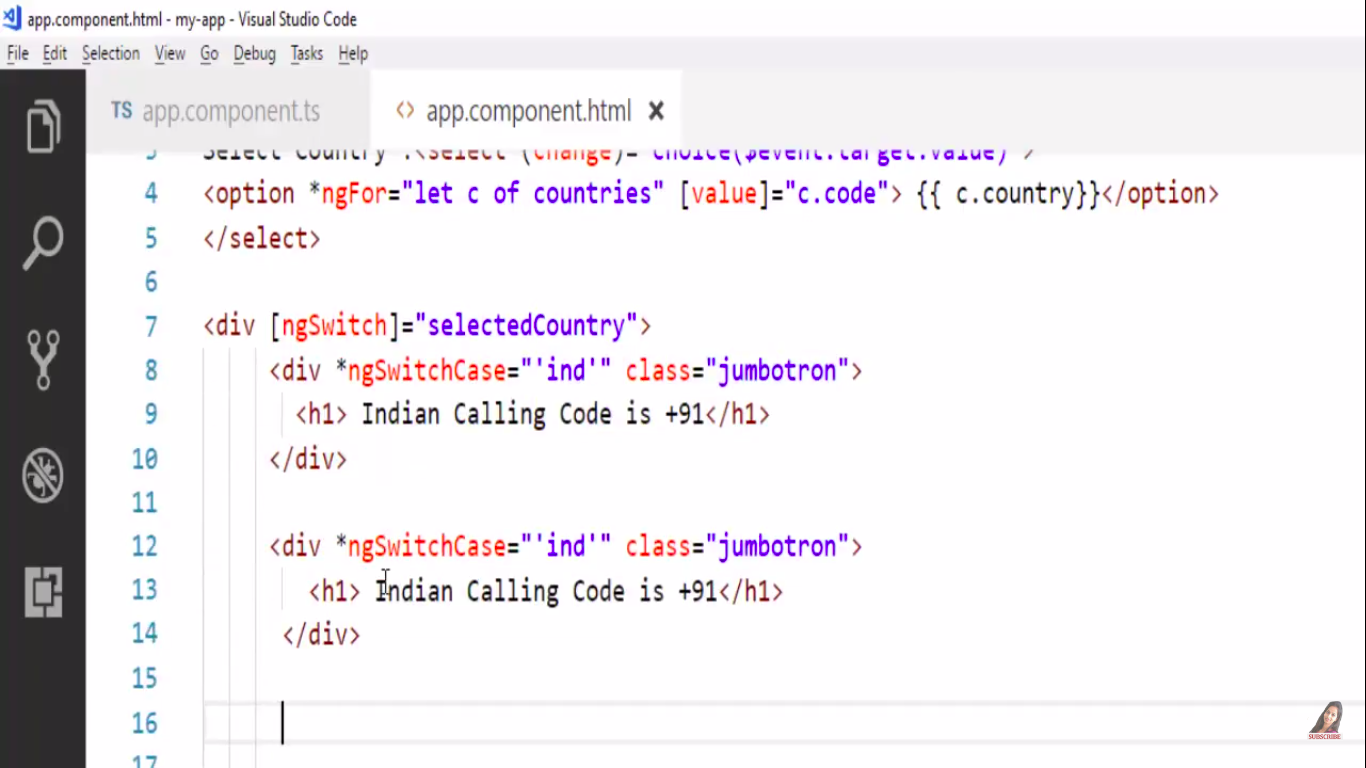 app.component.html - my-app - Visual Studio Code
File Edit Selection View Go Debug Tasks Help
TS app.component.ts <> app.component.html ×
3 Select Country :<select (change)="choice($event.target.value)">
4 <option *ngFor="let c of countries" [value]="c.code"> {{ c.country}}</option>
5 </select>
6
7 <div [ngSwitch]="selectedCountry">
8 <div *ngSwitchCase="'ind'" class="jumbotron">
9 <h1> Indian Calling Code is +91</h1>
10 </div>
11
12 <div *ngSwitchCase="'ind'" class="jumbotron">
13 <h1> Indian Calling Code is +91</h1>
14 </div>
15
16
17
SUBSCRIBE